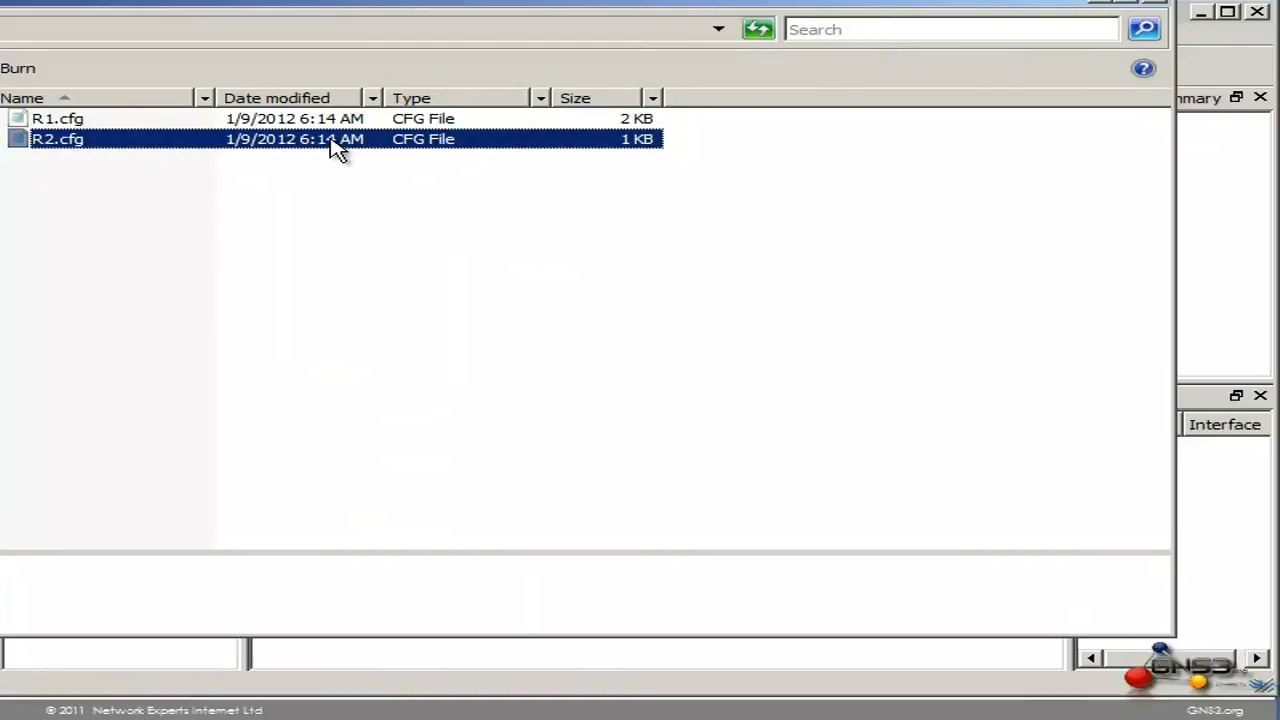 Search
Burn
Name Date modified Type Size
R1.cfg 1/9/2012 6:14 AM CFG File 2 KB
R2.cfg 1/9/2012 6:14 AM CFG File 1 KB
mmary
Interface
GNS3
© 2011 Network Experts Internet Ltd
GNS3.org